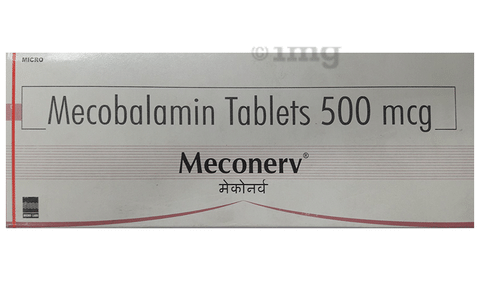 ©1mg
MICRO
Mecobalamin Tablets 500 mcg
Meconerv®
मेकोनर्व